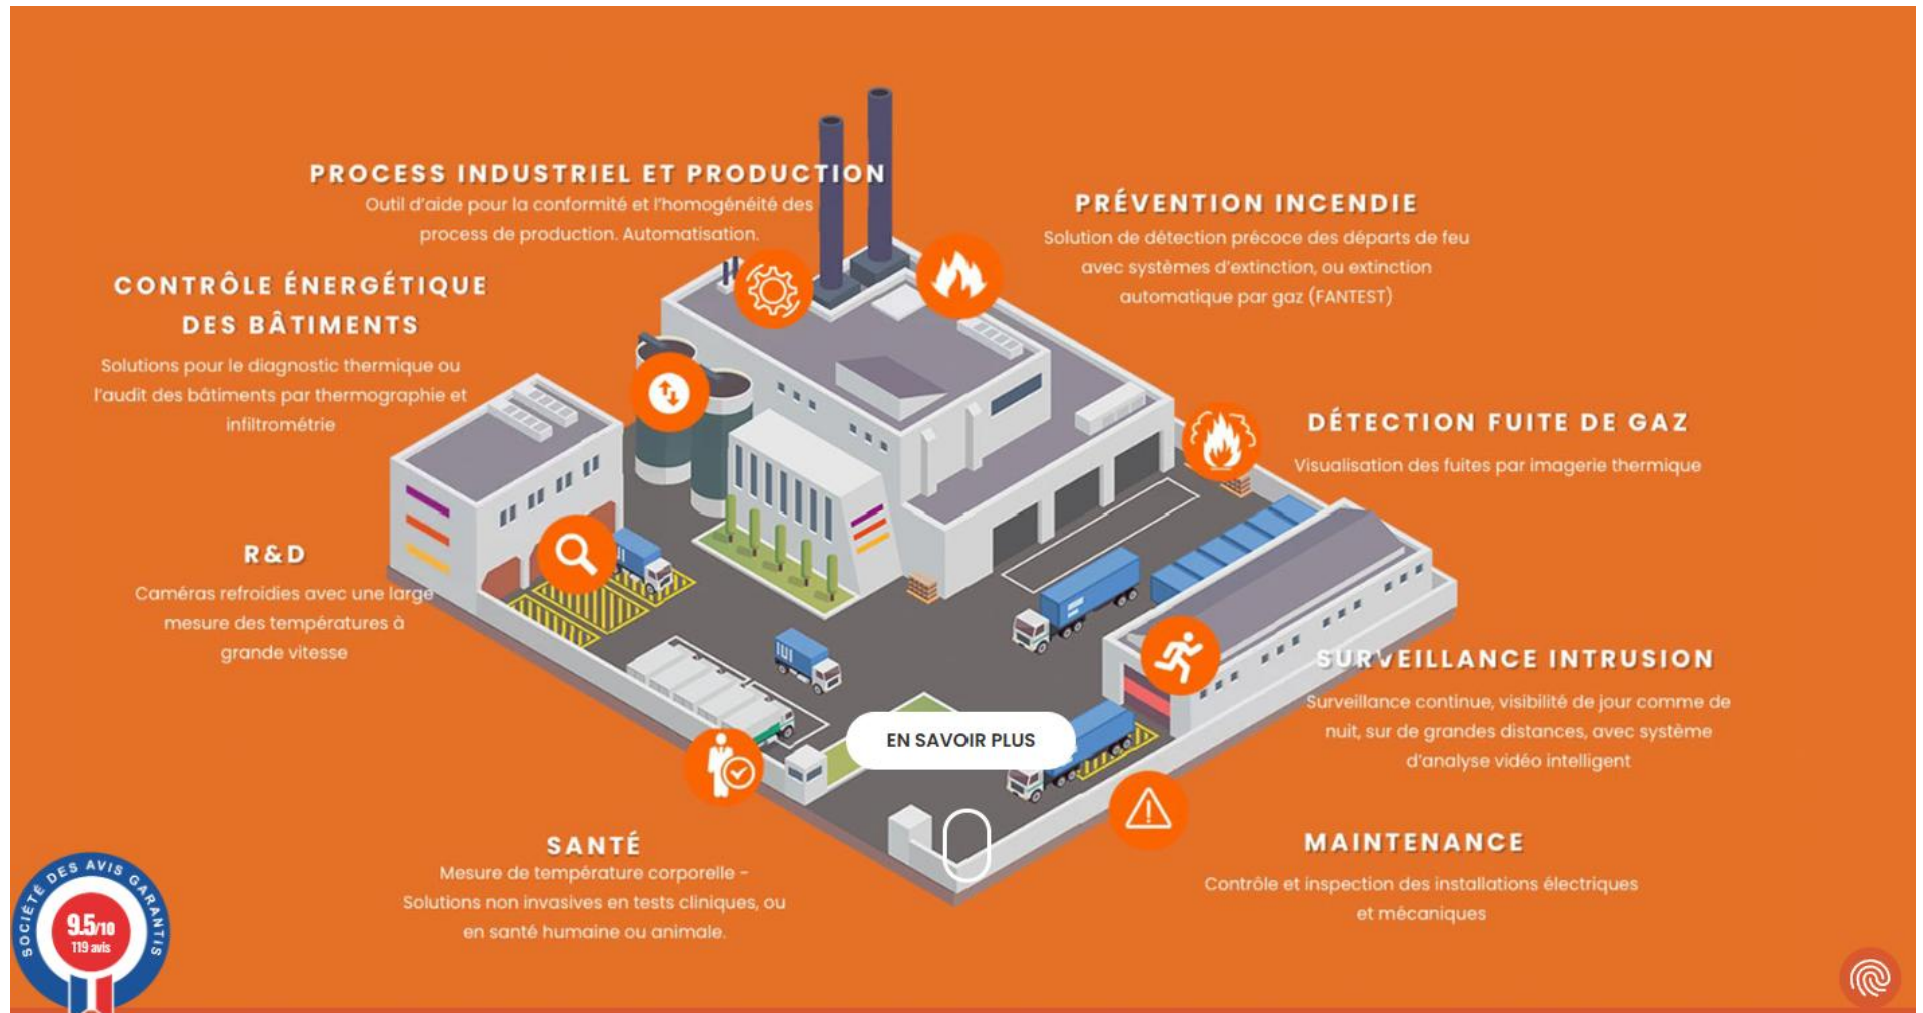 PROCESS INDUSTRIEL ET PRODUCTION
Outil d'aide pour la conformité et l'homogénéité des
process de production. Automatisation.
PRÉVENTION INCENDIE
Solution de détection précoce des départs de feu
avec systèmes d'extinction, ou extinction
automatique par gaz (FANTEST)
CONTRÔLE ÉNERGÉTIQUE
DES BÂTIMENTS
Solutions pour le diagnostic thermique ou
l'audit des bâtiments par thermographie et
infiltrométrie
DÉTECTION FUITE DE GAZ
Visualisation des fuites par imagerie thermique
R&D
Caméras refroidies avec une large
mesure des températures à
grande vitesse
SURVEILLANCE INTRUSION
Surveillance continue, visibilité de jour comme de
nuit, sur de grandes distances, avec système
d'analyse vidéo intelligent
EN SAVOIR PLUS
SANTÉ
Mesure de température corporelle -
Solutions non invasives en tests cliniques, ou
en santé humaine ou animale.
MAINTENANCE
Contrôle et inspection des installations électriques
et mécaniques
SOCIÉTÉ DES AVIS GARANTIS
9.5/10
119 avis